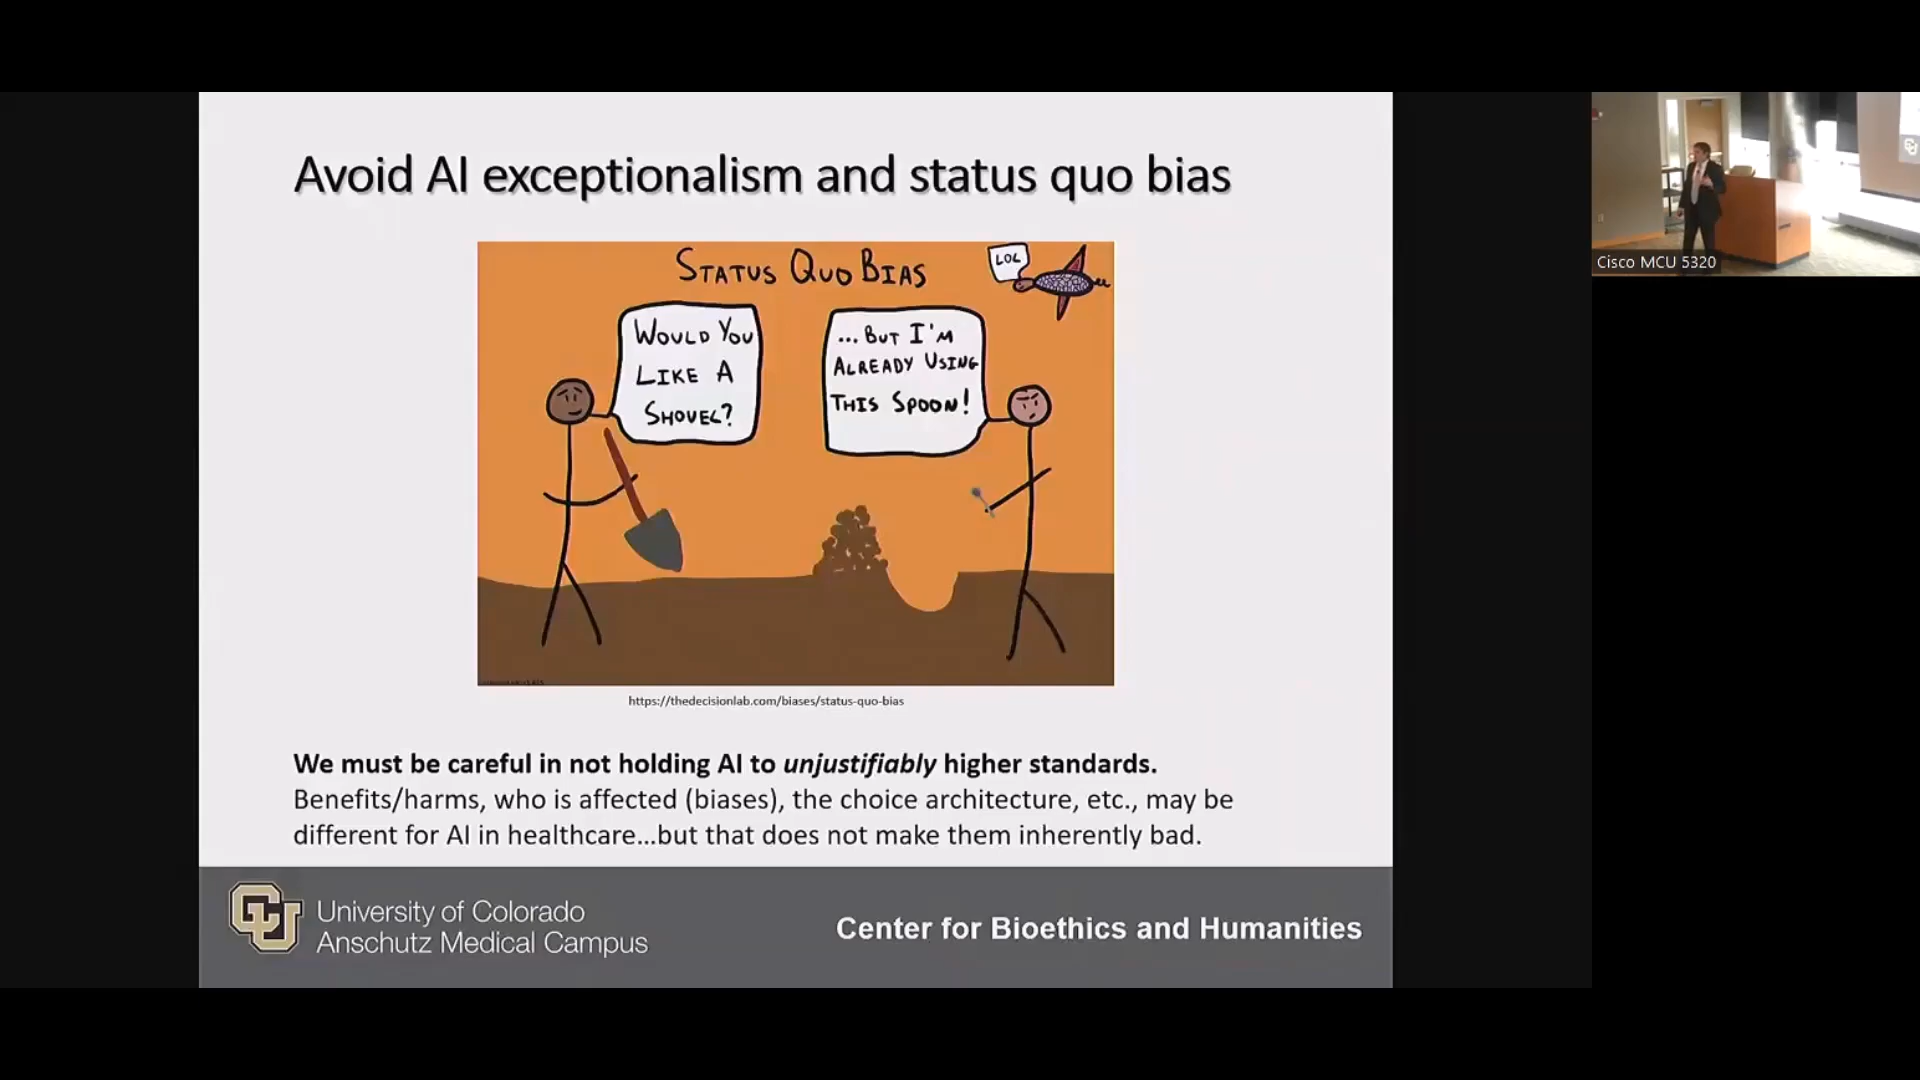 Avoid AI exceptionalism and status quo bias
STATUS QUO BIAS
LOL
WOULD YOU
LIKE A
SHOVEL?
...BUT I'M
ALREADY USING
THIS SPOON!
https://thedecisionlab.com/biases/status-quo-bias
We must be careful in not holding AI to unjustifiably higher standards.
Benefits/harms, who is affected (biases), the choice architecture, etc., may be
different for AI in healthcare...but that does not make them inherently bad.
CU
University of Colorado
Anschutz Medical Campus
Center for Bioethics and Humanities
Cisco MCU 5320